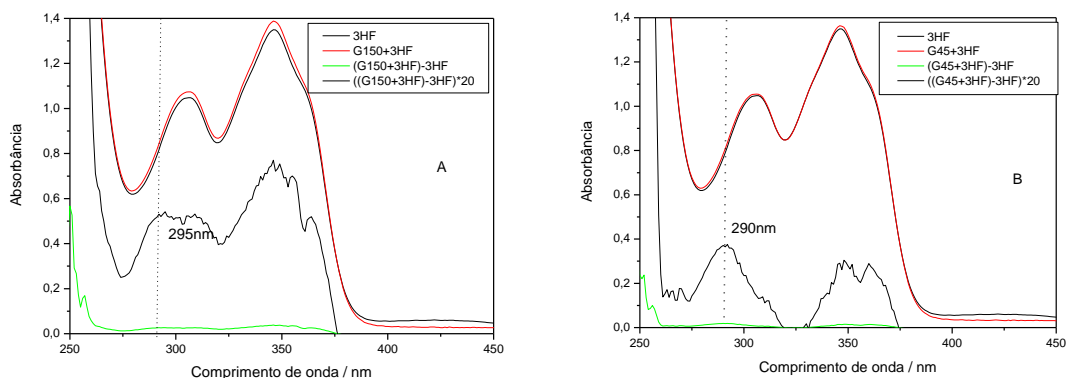 1,4
1,2
1,0
0,8
0,6
0,4
0,2
0,0
Absorbância
3HF
G150+3HF
(G150+3HF)-3HF
((G150+3HF)-3HF)*20
A
295nm
250
300
350
400
450
Comprimento de onda / nm
1,4
1,2
1,0
0,8
0,6
0,4
0,2
0,0
Absorbância
3HF
G45+3HF
(G45+3HF)-3HF
((G45+3HF)-3HF)*20
B
290nm
250
300
350
400
450
Comprimento de onda / nm